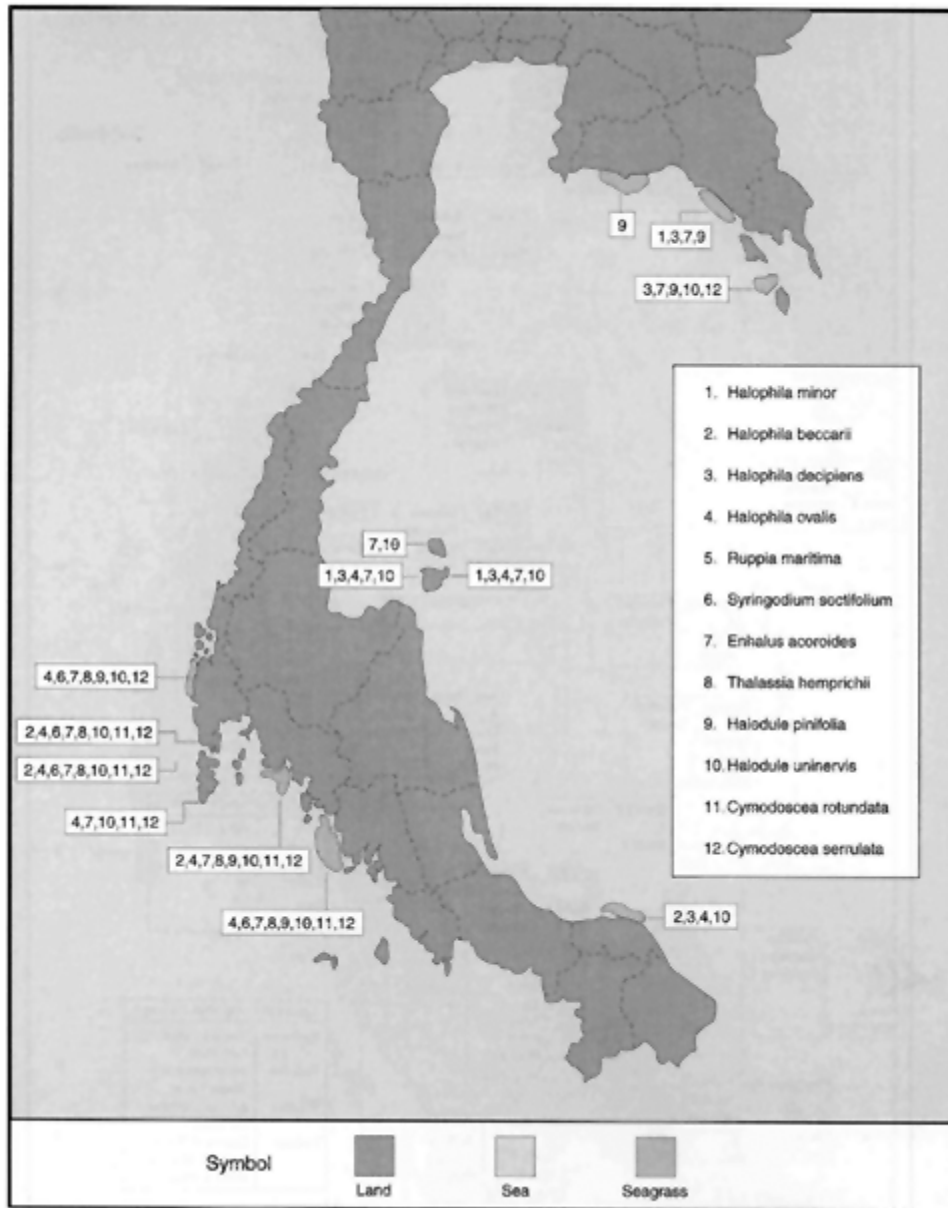 9
1,3,7,9
3,7,9,10,12
1. Halophila minor
2. Halophila beccarii
3. Halophila decipiens
4. Halophila ovalis
5. Ruppia maritima
6. Syringodium soctifolium
7. Enhalus acoroides
8. Thalassia hemprichii
9. Halodule pinifolia
10. Halodule uninervis
11. Cymodoscea rotundata
12. Cymodoscea serrulata
7,10
1,3,4,7,10
1,3,4,7,10
4,6,7,8,9,10,12
2,4,6,7,8,10,11,12
2,4,6,7,8,10,11,12
4,7,10,11,12
2,4,7,8,9,10,11,12
4,6,7,8,9,10,11,12
2,3,4,10
Symbol
Land
Sea
Seagrass